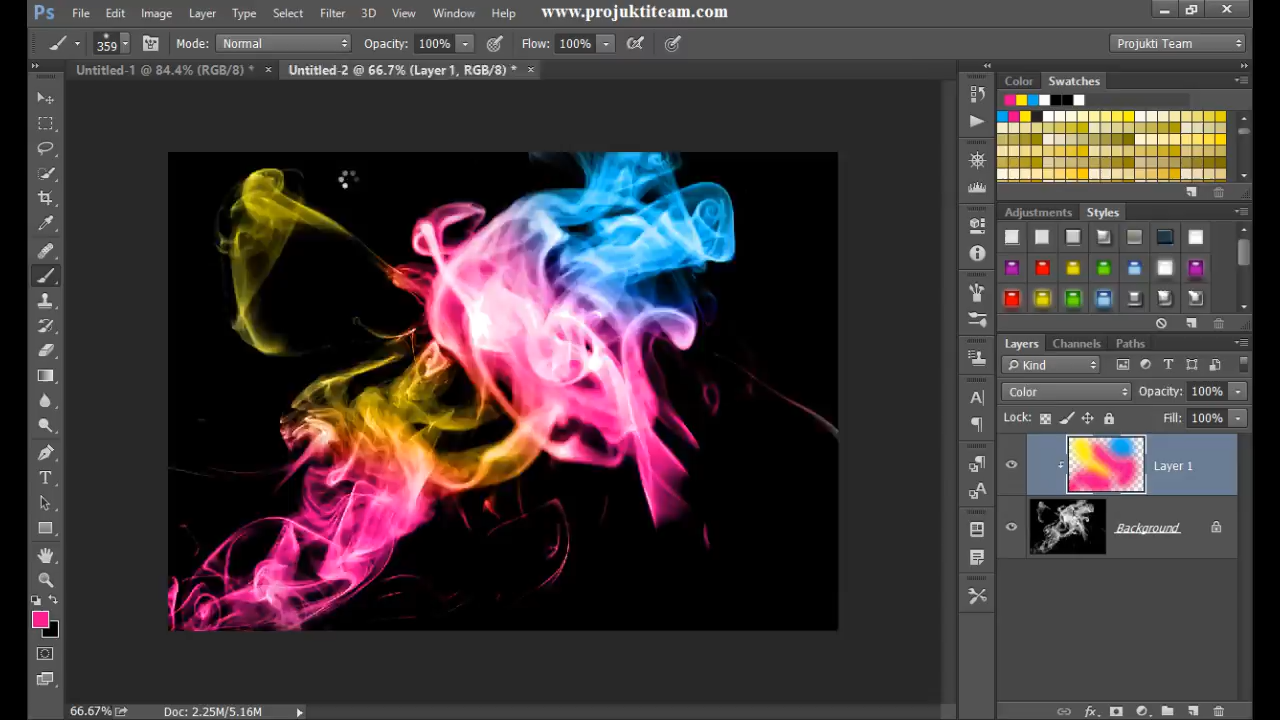 www.projuktiteam.com
Ps File Edit Image Layer Type Select Filter 3D View Window Help
359 Mode: Normal Opacity: 100% Flow: 100% Projukti Team
Untitled-1 @ 84.4% (RGB/8) * × Untitled-2 @ 66.7% (Layer 1, RGB/8) * ×
Color Swatches
Adjustments Styles
Layers Channels Paths
Kind
Color Opacity: 100%
Lock: Fill: 100%
Layer 1
Background
66.67% Doc: 2.25M/5.16M